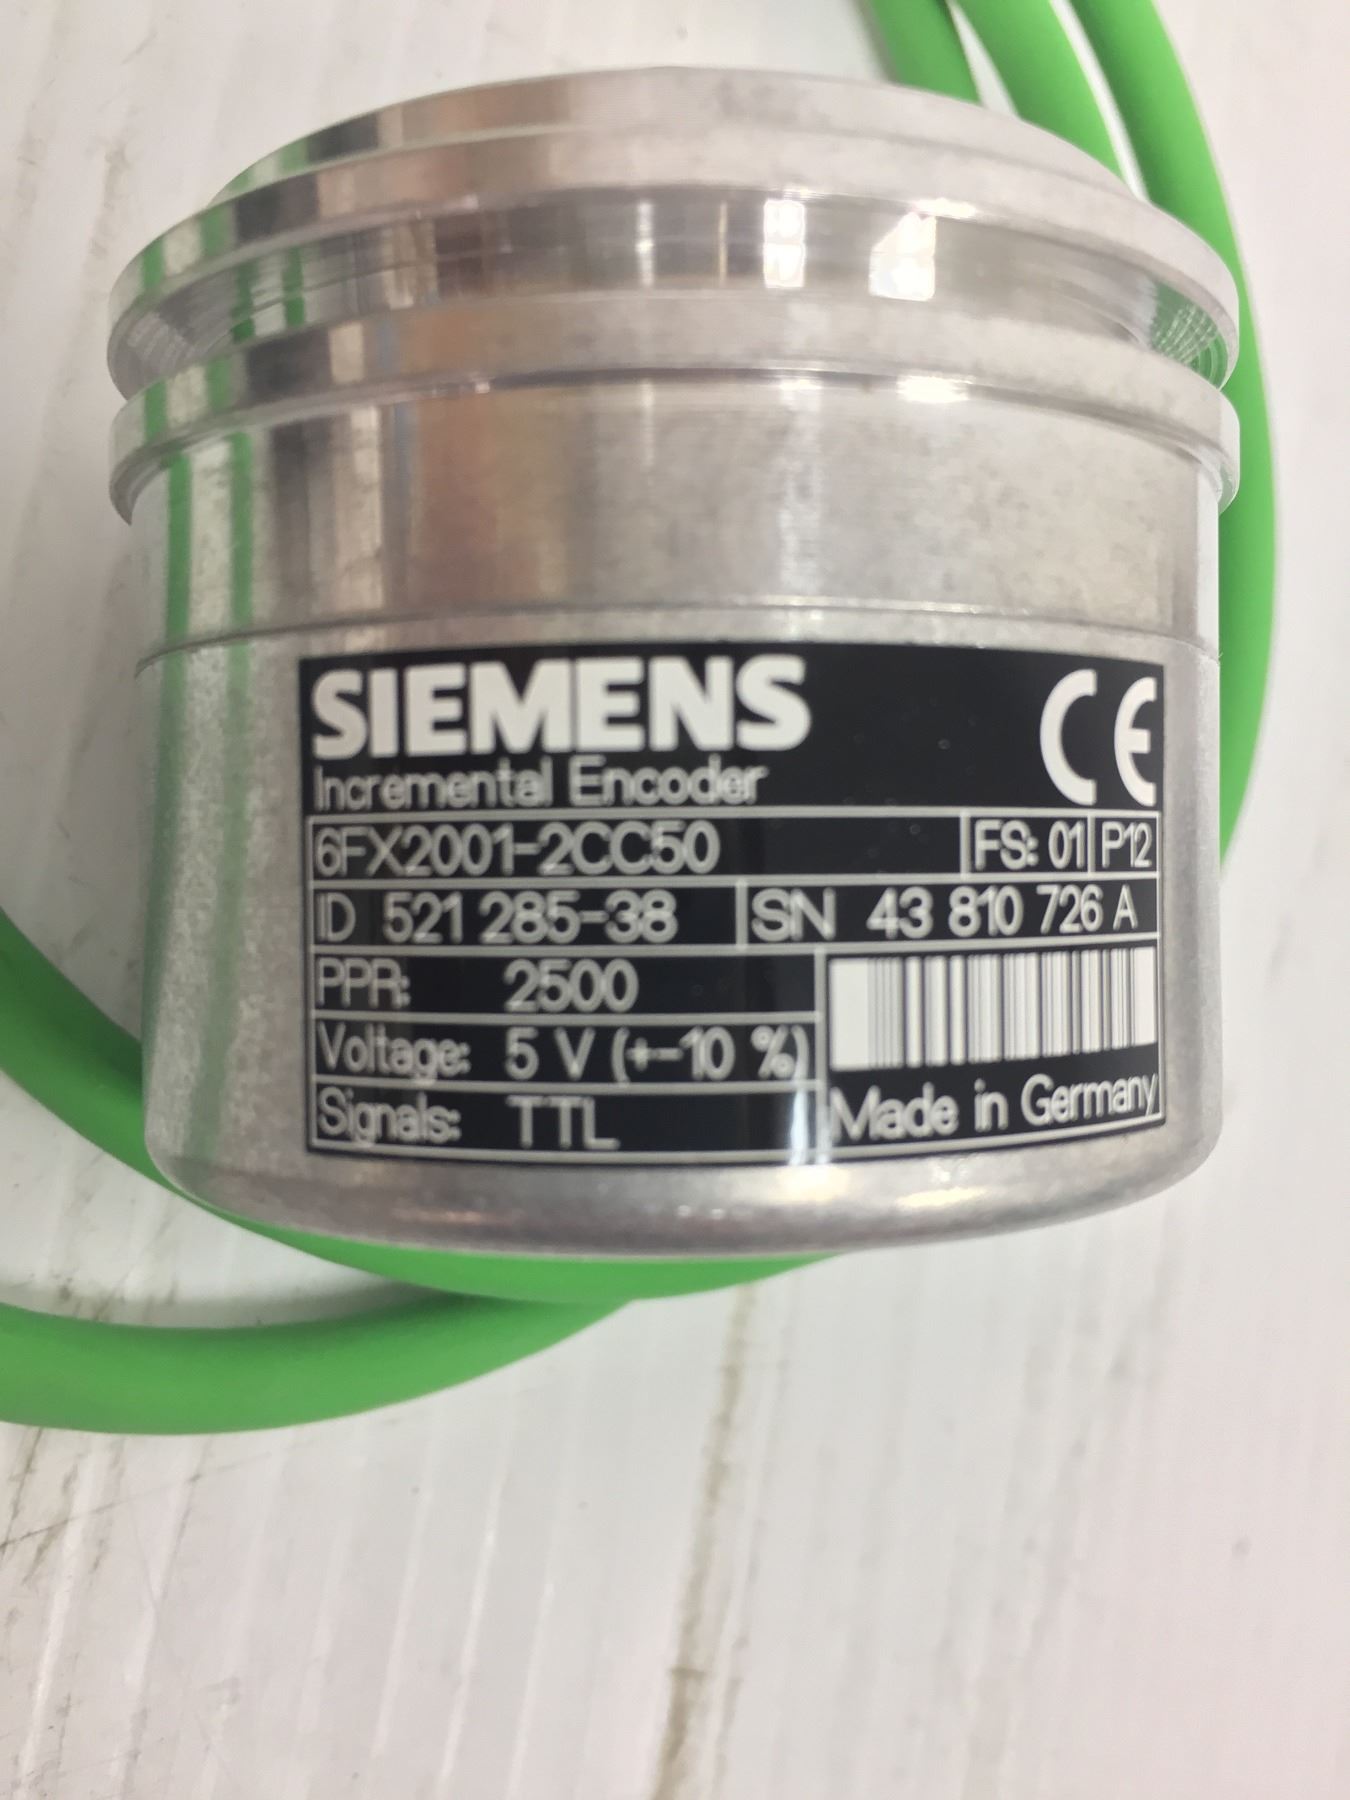 SIEMENS CE
Incremental Encoder
6FX2001-2CC50 FS: 01 P12
ID 521 285-38 SN 43 810 726 A
PPR: 2500
Voltage: 5 V (+-10 %)
Signals: TTL Made in Germany